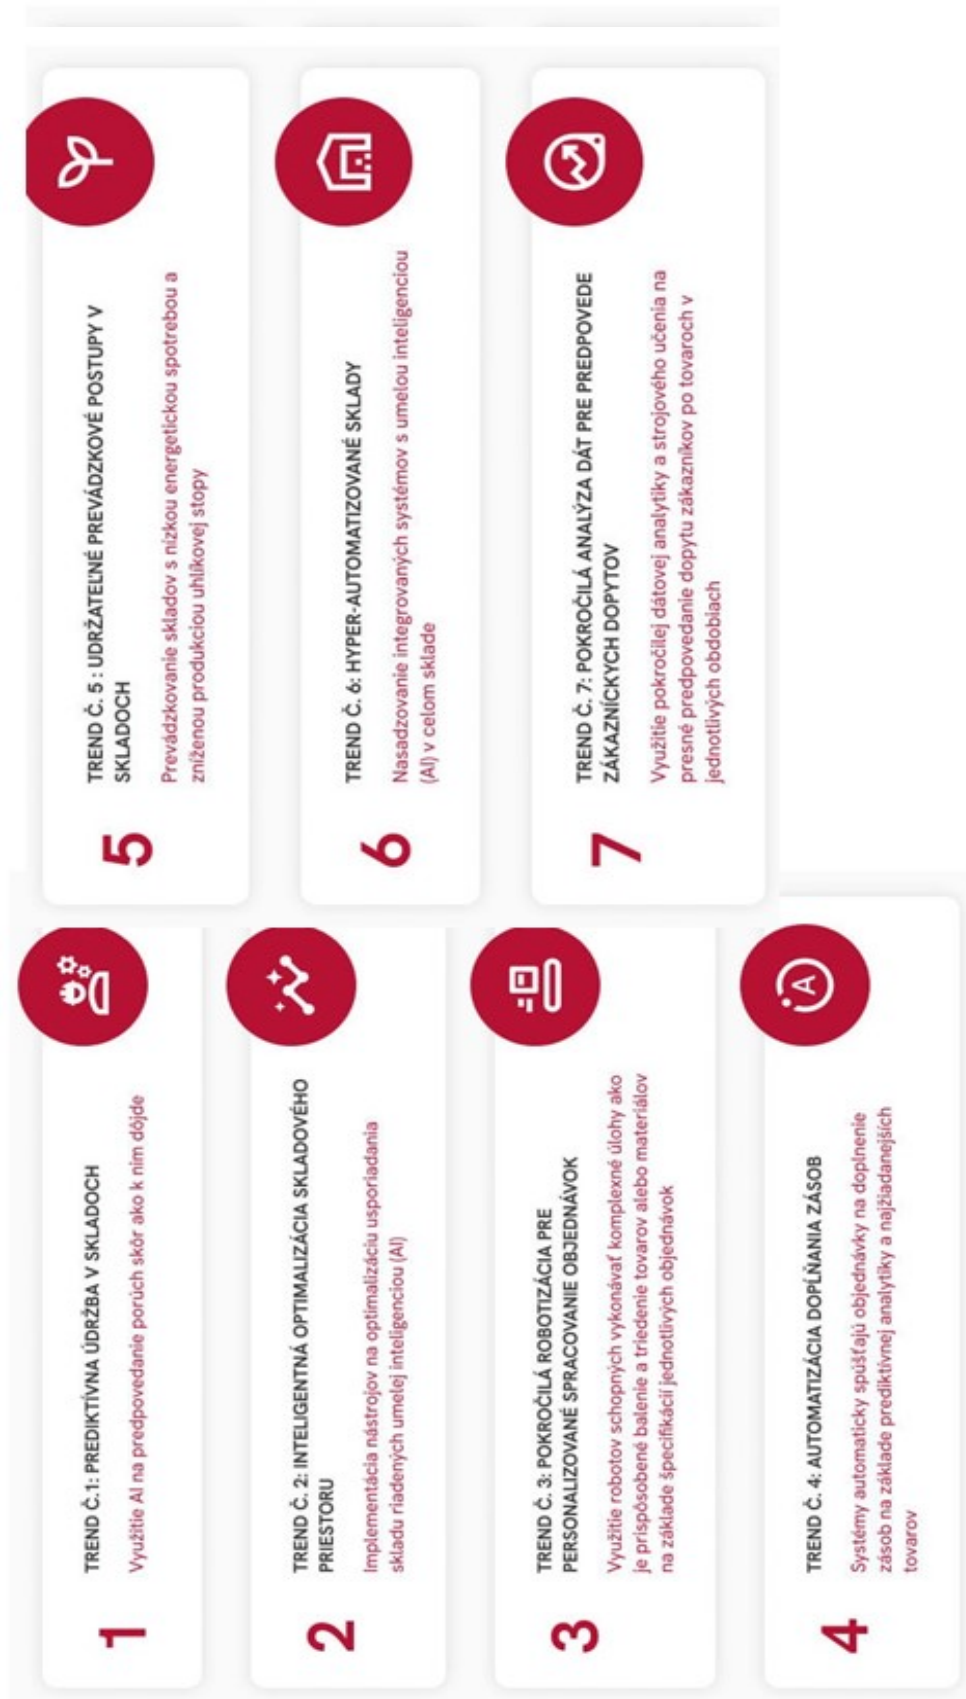 1
TREND Č.1: PREDIKTÍVNA ÚDRŽBA V SKLADOCH
Využitie AI na predpovedanie porúch skôr ako k nim dôjde
2
TREND Č. 2: INTELIGENTNÁ OPTIMALIZÁCIA SKLADOVÉHO
PRIESTORU
Implementácia nástrojov na optimalizáciu usporiadania
skladu riadených umelej inteligenciou (AI)
3
TREND Č. 3: POKROČILÁ ROBOTIZÁCIA PRE
PERSONALIZOVANÉ SPRACOVANIE OBJEDNÁVOK
Využitie robotov schopných vykonávať komplexné úlohy ako
je prispôsobené balenie a triedenie tovarov alebo materiálov
na základe špecifikácií jednotlivých objednávok
4
TREND Č. 4: AUTOMATIZÁCIA DOPĹŇANIA ZÁSOB
Systémy automaticky spúšťajú objednávky na doplnenie
zásob na základe prediktívnej analytiky a najžiadanejších
tovarov
A
5
TREND Č. 5 : UDRŽATEĽNÉ PREVÁDZKOVÉ POSTUPY V
SKLADOCH
Prevádzkovanie skladov s nízkou energetickou spotrebou a
zníženou produkciou uhlíkovej stopy
6
TREND Č. 6: HYPER-AUTOMATIZOVANÉ SKLADY
Nasadzovanie integrovaných systémov s umelou inteligenciou
(AI) v celom sklade
7
TREND Č. 7: POKROČILÁ ANALÝZA DÁT PRE PREDPOVEDE
ZÁKAZNÍCKYCH DOPYTOV
Využitie pokročilej dátovej analytiky a strojového učenia na
presné predpovedanie dopytu zákazníkov po tovaroch v
jednotlivých obdobiach